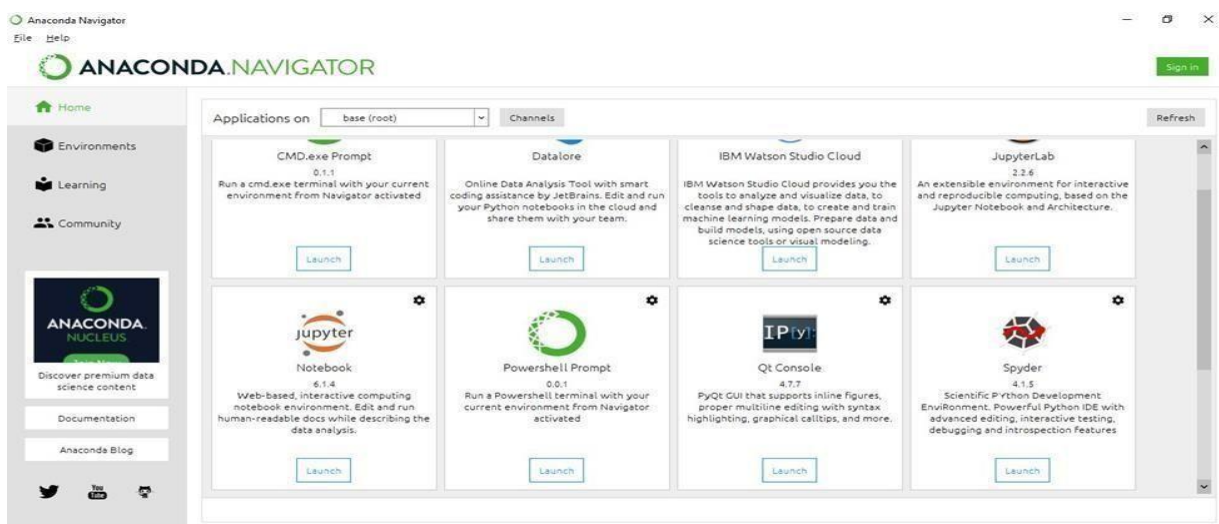 Anaconda Navigator
File Help
ANACONDA.NAVIGATOR
Sign in
Home
Environments
Learning
Community
ANACONDA.
NUCLEUS
Join Now
Discover premium data
science content
Documentation
Anaconda Blog
You
Tube
Applications on
base (root)
Channels
Refresh
CMD.exe Prompt
0.1.1
Run a cmd.exe terminal with your current
environment from Navigator activated
Launch
Datalore
Online Data Analysis Tool with smart
coding assistance by JetBrains. Edit and run
your Python notebooks in the cloud and
share them with your team.
Launch
IBM Watson Studio Cloud
IBM Watson Studio Cloud provides you the
tools to analyze and visualize data, to
cleanse and shape data, to create and train
machine learning models. Prepare data and
build models, using open source data
science tools or visual modeling.
Launch
JupyterLab
2.2.6
An extensible environment for interactive
and reproducible computing, based on the
Jupyter Notebook and Architecture.
Launch
jupyter
Notebook
6.1.4
Web-based, interactive computing
notebook environment. Edit and run
human-readable docs while describing the
data analysis.
Launch
Powershell Prompt
0.0.1
Run a Powershell terminal with your
current environment from Navigator
activated
Launch
IP[y]:
Qt Console
4.7.7
PyQt GUI that supports inline figures,
proper multiline editing with syntax
highlighting, graphical calltips, and more.
Launch
Spyder
4.1.5
Scientific PYthon Development
EnviRonment. Powerful Python IDE with
advanced editing, interactive testing,
debugging and introspection features
Launch